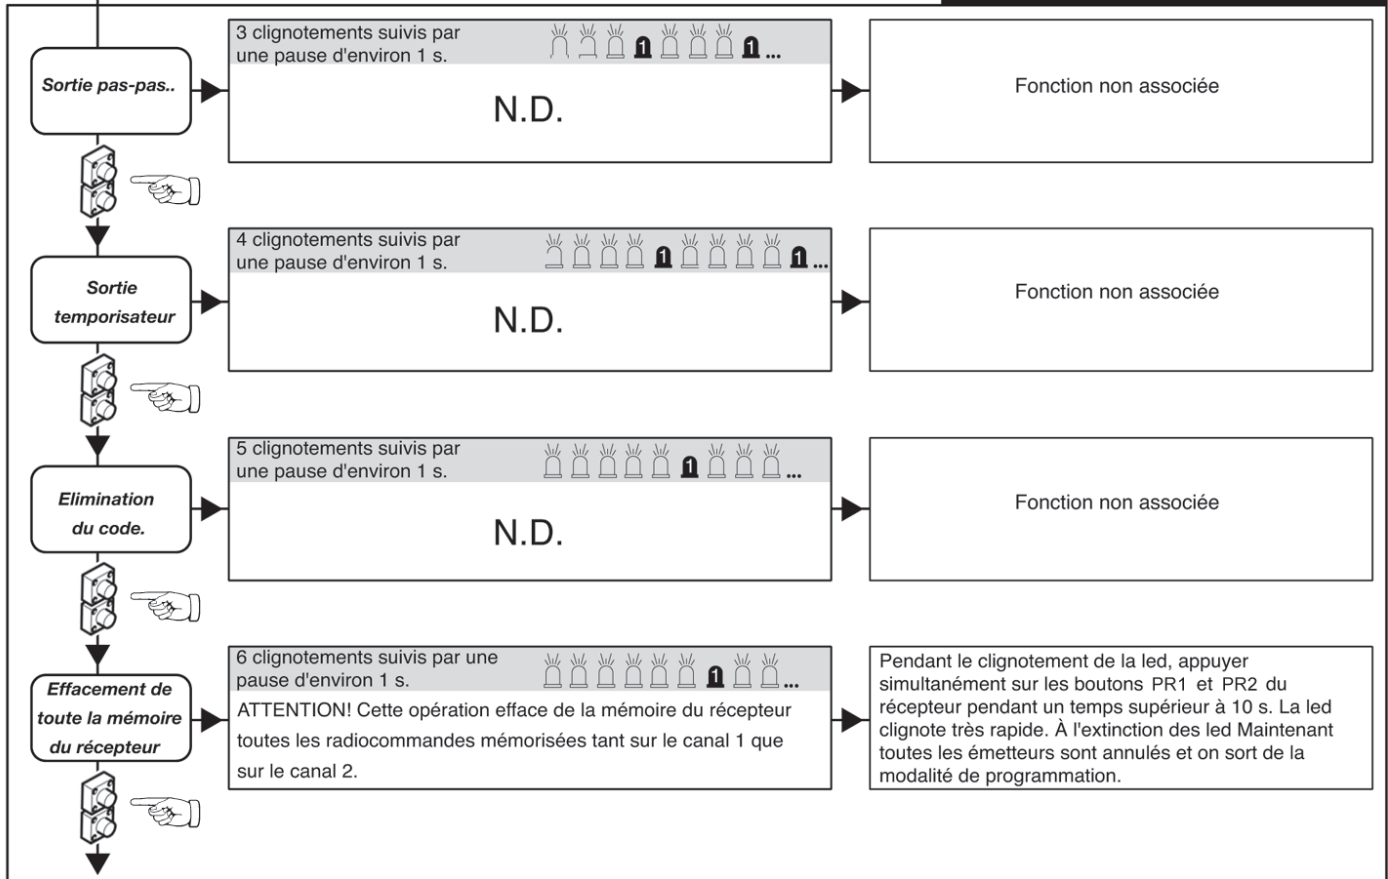 Sortie pas-pas..
3 clignotements suivis par
une pause d'environ 1 s.
1 1 ...
N.D.
Fonction non associée
Sortie
temporisateur
4 clignotements suivis par
une pause d'environ 1 s.
1 1 ...
N.D.
Fonction non associée
Elimination
du code.
5 clignotements suivis par
une pause d'environ 1 s.
1 ...
N.D.
Fonction non associée
Effacement de
toute la mémoire
du récepteur
6 clignotements suivis par une
pause d'environ 1 s.
1 ...
ATTENTION! Cette opération efface de la mémoire du récepteur
toutes les radiocommandes mémorisées tant sur le canal 1 que
sur le canal 2.
Pendant le clignotement de la led, appuyer
simultanément sur les boutons PR1 et PR2 du
récepteur pendant un temps supérieur à 10 s. La led
clignote très rapide. À l'extinction des led Maintenant
toutes les émetteurs sont annulés et on sort de la
modalité de programmation.